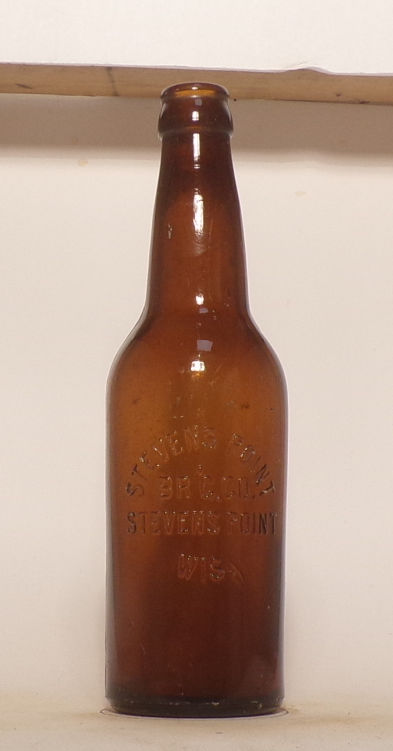 STEVENS POINT
BR'G. CO.
STEVENS POINT
WIS.